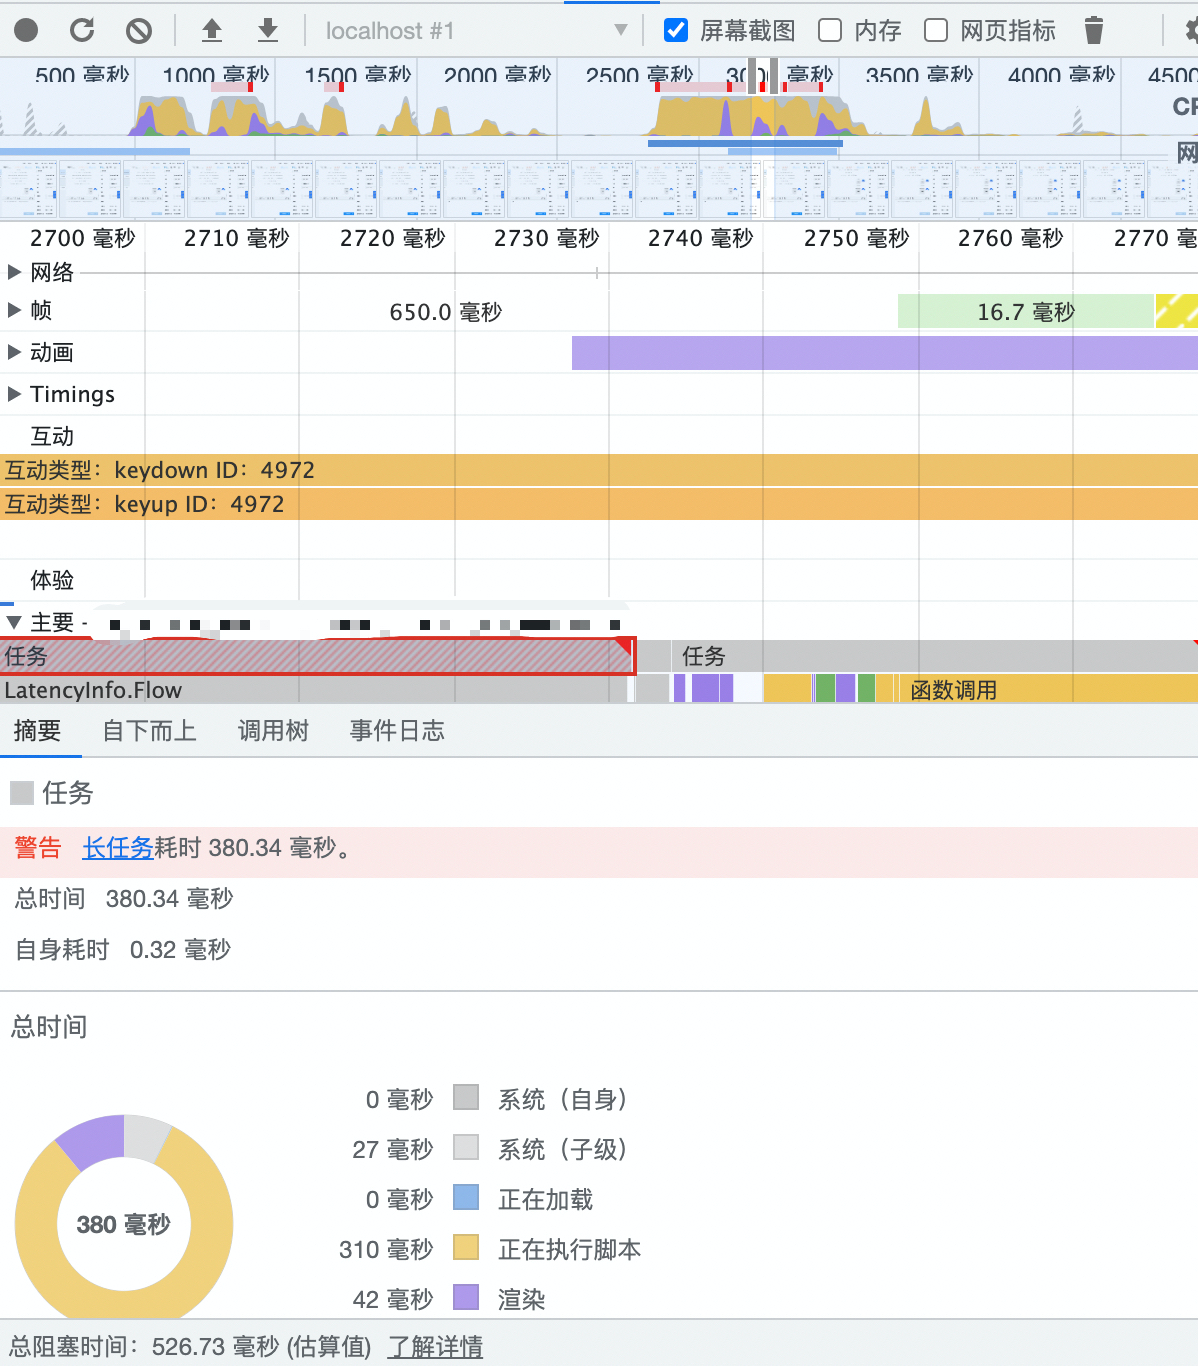 localhost #1 屏幕截图 内存 网页指标
500 毫秒 1000 毫秒 1500 毫秒 2000 毫秒 2500 毫秒 毫秒 3500 毫秒 4000 毫秒 4500
CP
网
2700 毫秒 2710 毫秒 2720 毫秒 2730 毫秒 2740 毫秒 2750 毫秒 2760 毫秒 2770 毫
网络
帧 650.0 毫秒 16.7 毫秒
动画
Timings
互动
互动类型：keydown ID：4972
互动类型：keyup ID：4972
体验
主要 -
任务 任务
LatencyInfo.Flow 函数调用
摘要 自下而上 调用树 事件日志
任务
警告 长任务耗时 380.34 毫秒。
总时间 380.34 毫秒
自身耗时 0.32 毫秒
总时间
0 毫秒 系统（自身）
27 毫秒 系统（子级）
0 毫秒 正在加载
380 毫秒
310 毫秒 正在执行脚本
42 毫秒 渲染
总阻塞时间：526.73 毫秒 (估算值) 了解详情